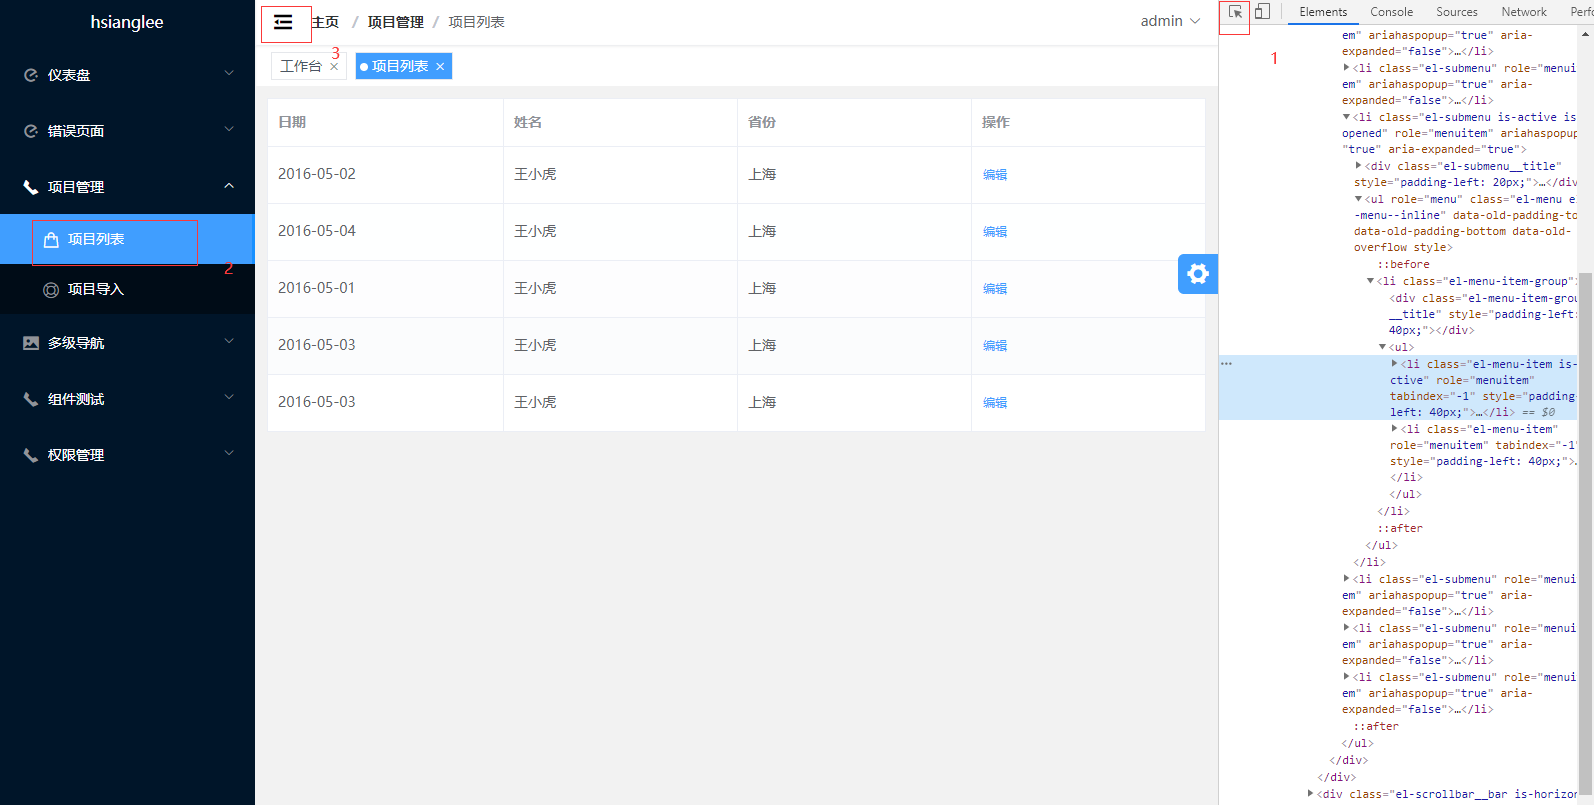 hsianglee
仪表盘
错误页面
项目管理
项目列表
2
项目导入
多级导航
组件测试
权限管理
主页 / 项目管理 / 项目列表
admin
3
工作台 ×
项目列表 ×
日期 姓名 省份 操作
2016-05-02 王小虎 上海 编辑
2016-05-04 王小虎 上海 编辑
2016-05-01 王小虎 上海 编辑
2016-05-03 王小虎 上海 编辑
2016-05-03 王小虎 上海 编辑
Elements Console Sources Network Perfo
1
em" ariahaspopup="true" aria-
expanded="false">…</li>
<li class="el-submenu" role="menui
em" ariahaspopup="true" aria-
expanded="false">…</li>
<li class="el-submenu is-active is
opened" role="menuitem" ariahaspopup
"true" aria-expanded="true">
<div class="el-submenu__title"
style="padding-left: 20px;">…</div
<ul role="menu" class="el-menu e
-menu--inline" data-old-padding-to
data-old-padding-bottom data-old-
overflow style>
::before
<li class="el-menu-item-group">
<div class="el-menu-item-grou
__title" style="padding-left:
40px;"></div>
<ul>
<li class="el-menu-item is-
ctive" role="menuitem"
tabindex="-1" style="padding-
left: 40px;">…</li> == $0
<li class="el-menu-item"
role="menuitem" tabindex="-1"
style="padding-left: 40px;">…
</li>
</ul>
</li>
::after
</ul>
</li>
<li class="el-submenu" role="menui
em" ariahaspopup="true" aria-
expanded="false">…</li>
<li class="el-submenu" role="menui
em" ariahaspopup="true" aria-
expanded="false">…</li>
<li class="el-submenu" role="menui
em" ariahaspopup="true" aria-
expanded="false">…</li>
::after
</ul>
</div>
</div>
<div class="el-scrollbar__bar is-horizon